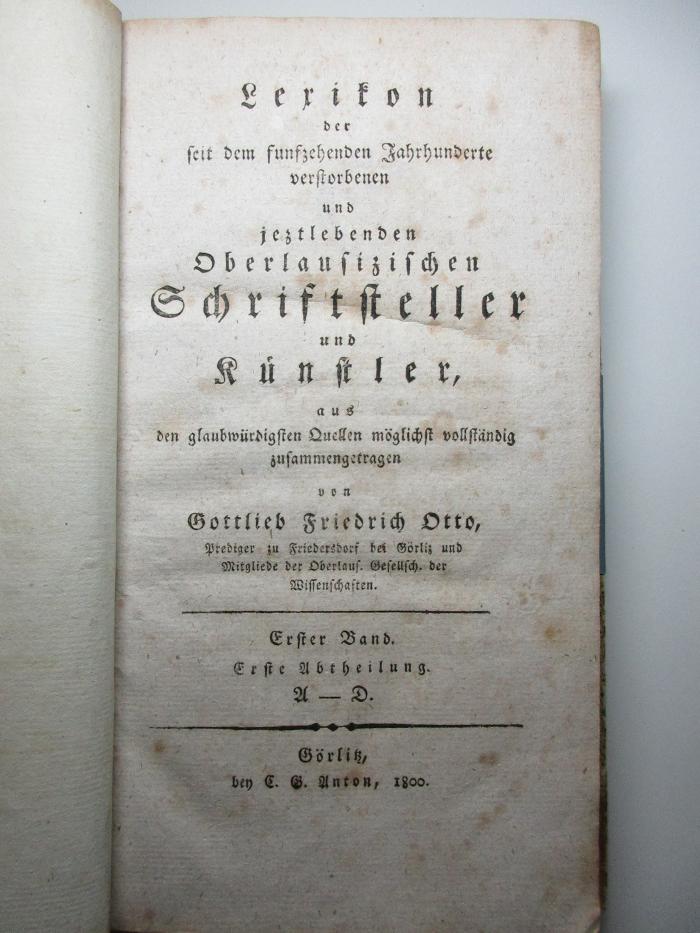 Lexikon
der
seit dem funfzehenden Jahrhunderte
verstorbenen
und
jeztlebenden
Oberlausizischen
Schriftsteller
und
Künstler,
aus
den glaubwürdigsten Quellen möglichst vollständig
zusammengetragen
von
Gottlieb Friedrich Otto,
Prediger zu Friedersdorf bei Görliz und
Mitgliede der Oberlaus. Gesellsch. der
Wissenschaften.
Erster Band.
Erste Abtheilung.
A — D.
Görlitz,
bey C. G. Anton, 1800.